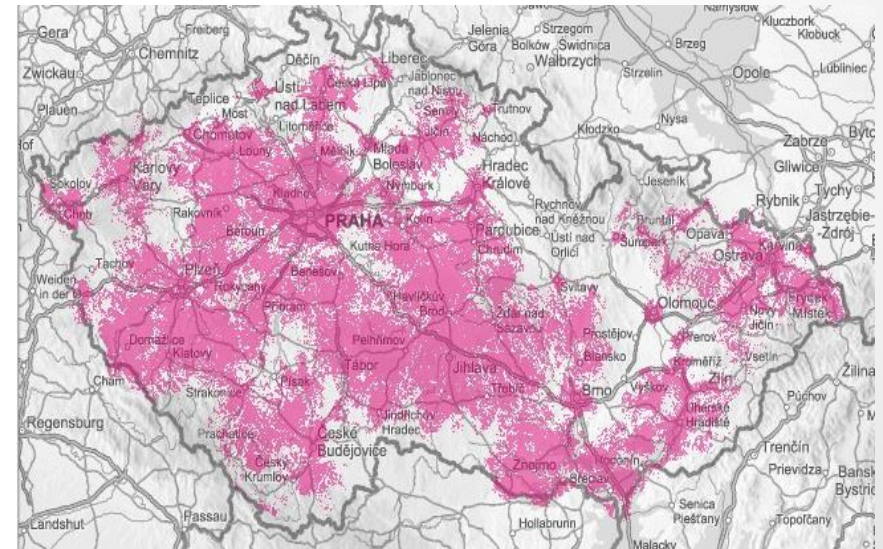 Gera
Freiberg
Chemnitz
Zwickau
Plauen
Děčín
Liberec
Jelenia
Góra
Strzegom
Bolków
Świdnica
Wałbrzych
Brzeg
Strzelin
Opole
Kluczbork
Kłobuck
Lubliniec
Nysa
Kłodzko
Zabrze
Gliwice
Tychy
Rybnik
Jastrzębie
-Zdrój
Teplice
Ústí
nad Labem
Česká Lípa
Jablonec
nad Nisou
Most
Litoměřice
Semily
Trutnov
Chomutov
Jičín
Náchod
Louny
Mělník
Mladá
Boleslav
Karlovy
Vary
Sokolov
Cheb
Kladno
Nymburk
Hradec
Králové
Rakovník
PRAHA
Kolín
Rychnov
nad Kněžnou
Jeseník
Beroun
Kutná Hora
Pardubice
Chrudim
Ústí nad
Orlicí
Šumperk
Bruntál
Opava
Karviná
Ostrava
Tachov
Plzeň
Rokycany
Benešov
Weiden
in der
Příbram
Havlíčkův
Brod
Svitavy
Žďár nad
Sázavou
Olomouc
Nový
Jičín
Frýdek
Místek
Domažlice
Klatovy
Pelhřimov
Tábor
Jihlava
Prostějov
Přerov
Blansko
Vsetín
Kroměříž
Zlín
Cham
Strakonice
Písek
Třebíč
Brno
Vyškov
Uherské
Hradiště
Žilina
Púchov
Regensburg
Prachatice
České
Budějovice
Jindřichův
Hradec
Trenčín
Prievidza
Český
Krumlov
Znojmo
Hodonín
Břeclav
Senica
Piešťany
Topoľčany
Landshut
Passau
Hollabrunn
Malacky